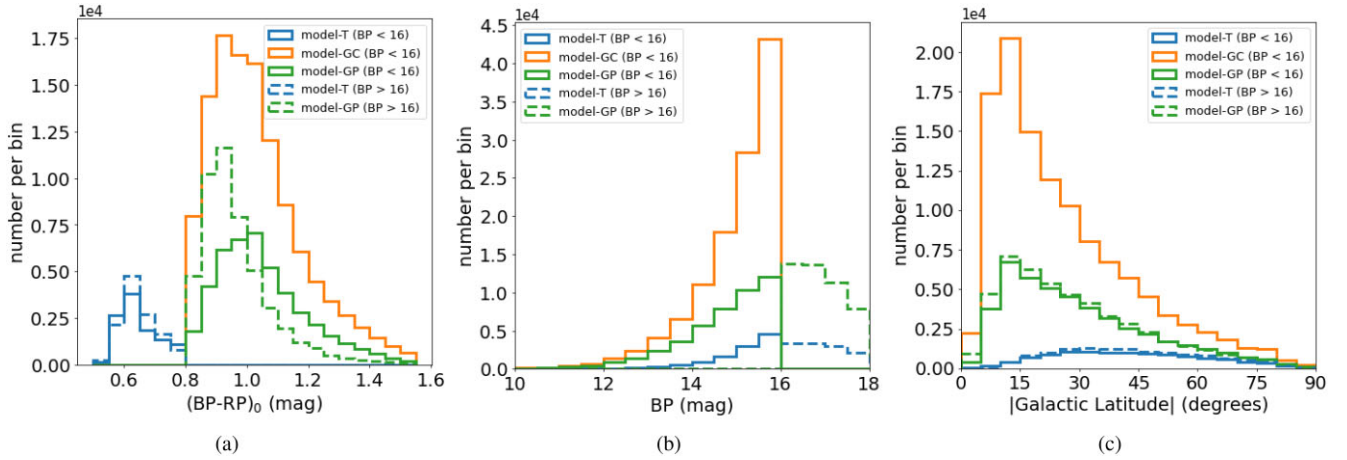 1e4
number per bin
1.75
1.50
1.25
1.00
0.75
0.50
0.25
0.00
model-T (BP < 16)
model-GC (BP < 16)
model-GP (BP < 16)
model-T (BP > 16)
model-GP (BP > 16)
0.6 0.8 1.0 1.2 1.4 1.6
(BP-RP)₀ (mag)
(a)
1e4
number per bin
4.5
4.0
3.5
3.0
2.5
2.0
1.5
1.0
0.5
0.0
model-T (BP < 16)
model-GC (BP < 16)
model-GP (BP < 16)
model-T (BP > 16)
model-GP (BP > 16)
10 12 14 16 18
BP (mag)
(b)
1e4
number per bin
2.00
1.75
1.50
1.25
1.00
0.75
0.50
0.25
0.00
model-T (BP < 16)
model-GC (BP < 16)
model-GP (BP < 16)
model-T (BP > 16)
model-GP (BP > 16)
0 15 30 45 60 75 90
|Galactic Latitude| (degrees)
(c)